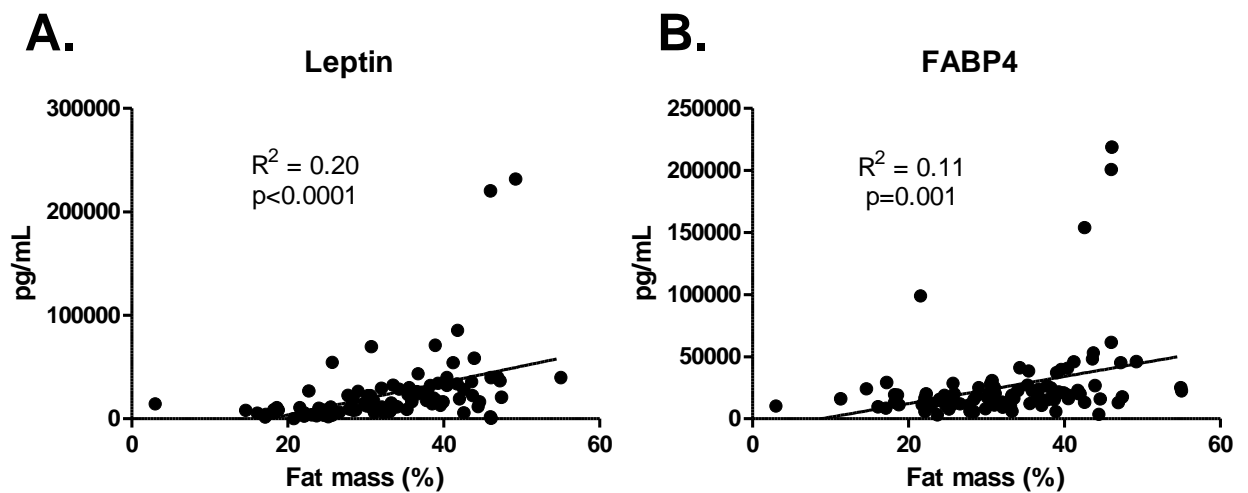 A.
Leptin
300000
200000
100000
0
pg/mL
R² = 0.20
p<0.0001
0 20 40 60
Fat mass (%)
B.
FABP4
250000
200000
150000
100000
50000
0
pg/mL
R² = 0.11
p=0.001
0 20 40 60
Fat mass (%)